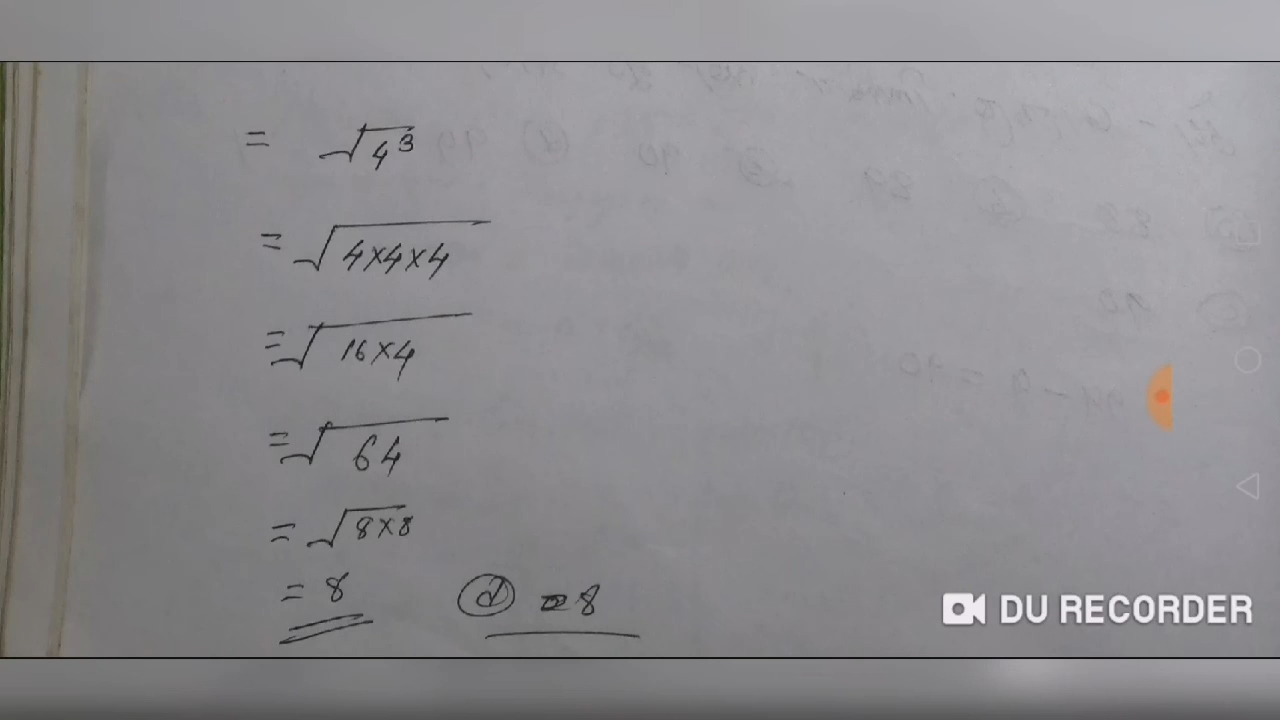 = √4³
= √4×4×4
= √16×4
= √64
= √8×8
= 8 ⓓ 8
DU RECORDER